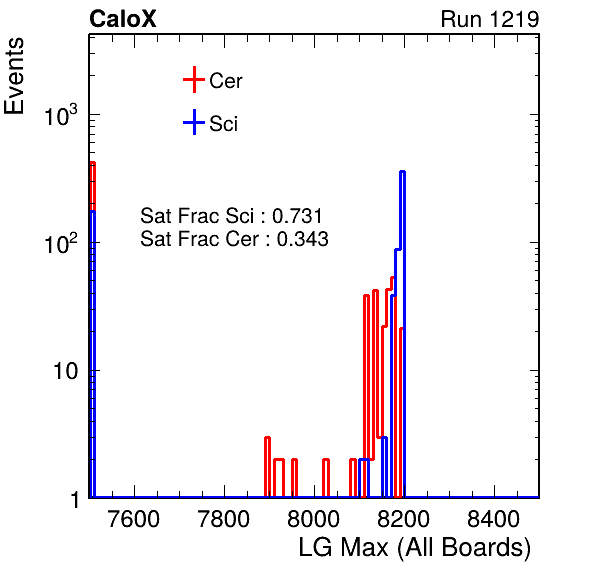 CaloX Run 1219
Events
Cer
Sci
Sat Frac Sci : 0.731
Sat Frac Cer : 0.343
10³
10²
10
1
7600 7800 8000 8200 8400
LG Max (All Boards)